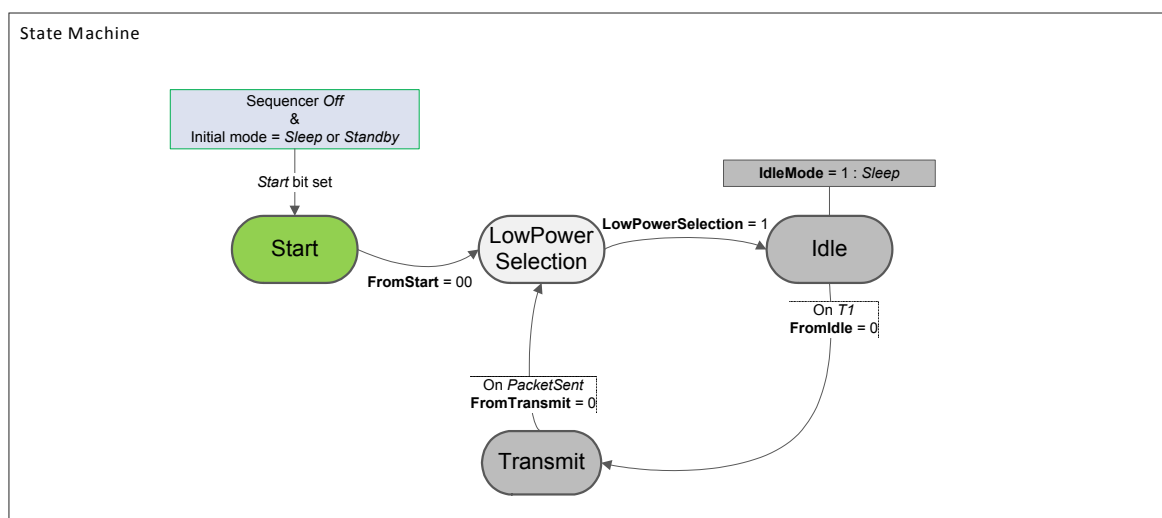 State Machine
Sequencer Off
&
Initial mode = Sleep or Standby
Start bit set
IdleMode = 1 : Sleep
Start
LowPower
Selection
LowPowerSelection = 1
Idle
FromStart = 00
On T1
FromIdle = 0
On PacketSent
FromTransmit = 0
Transmit